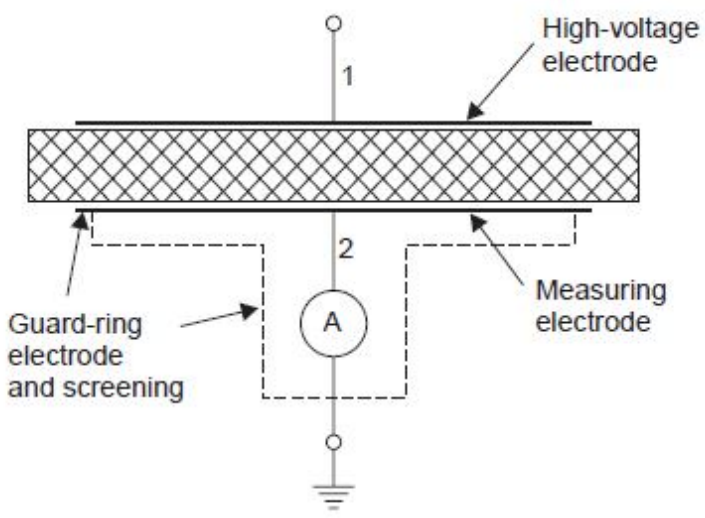 High-voltage
electrode
1
2
A
Measuring
electrode
Guard-ring
electrode
and screening